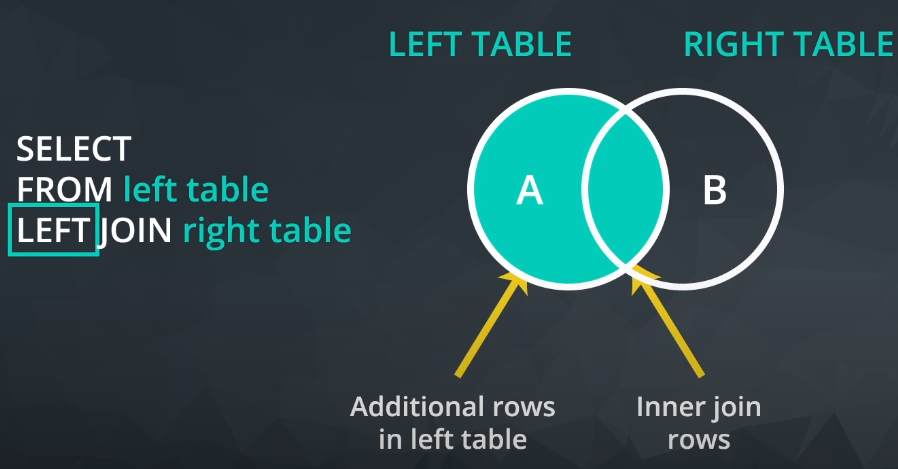 LEFT TABLE
RIGHT TABLE
SELECT
FROM left table
LEFT JOIN right table
A
B
Additional rows
in left table
Inner join
rows